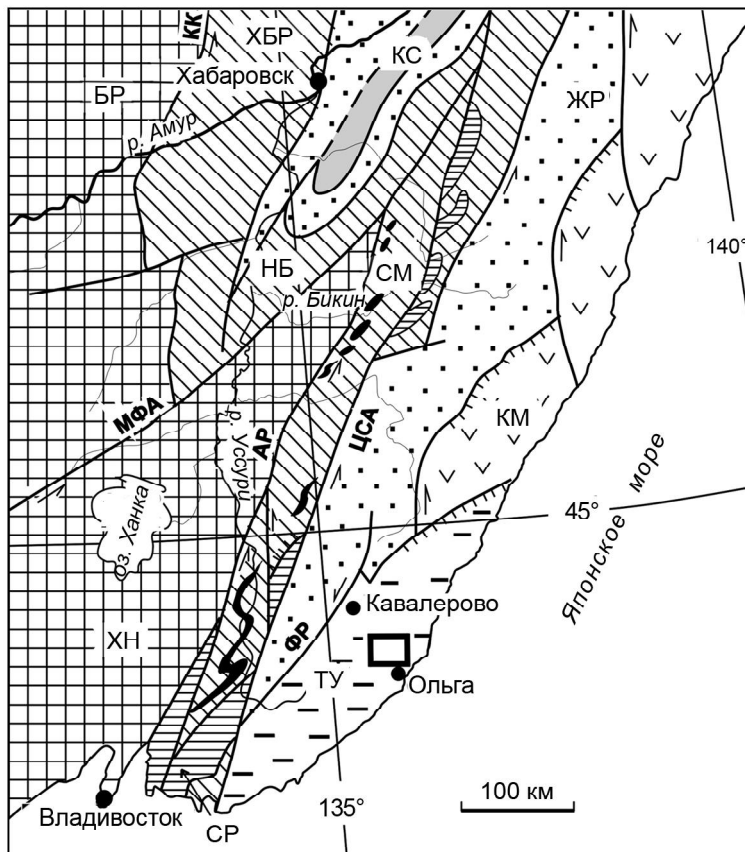 КК
ХБР
КС
Хабаровск
БР
ЖР
р. Амур
140°
НБ
СМ
р. Бикин
МФА
р. Уссури
АР
ЦСА
КМ
Японское море
45°
оз. Ханка
Кавалерово
ХН
ФР
ТУ
Ольга
100 км
135°
Владивосток
СР